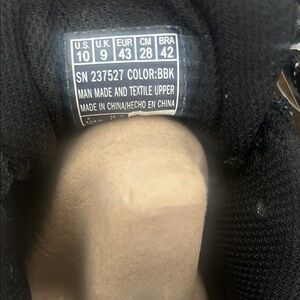 U.S. U.K. EUR CM BRA
10 9 43 28 42
SN 237527 COLOR:BBK
MAN MADE AND TEXTILE UPPER
MADE IN CHINA/HECHO EN CHINA